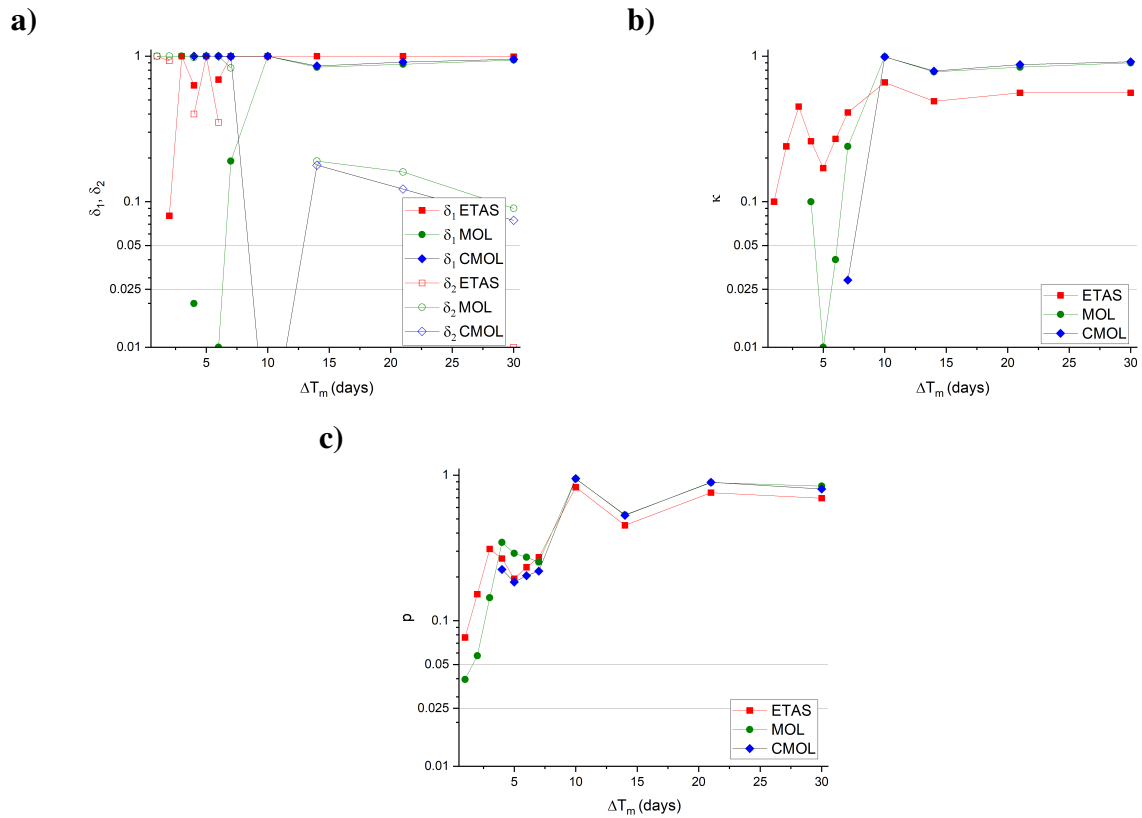 a)
δ1, δ2
1
0.1
0.05
0.025
0.01
5
10
15
20
25
30
ΔTm (days)
δ1 ETAS
δ1 MOL
δ1 CMOL
δ2 ETAS
δ2 MOL
δ2 CMOL
b)
κ
1
0.1
0.05
0.025
0.01
5
10
15
20
25
30
ΔTm (days)
ETAS
MOL
CMOL
c)
p
1
0.1
0.05
0.025
0.01
5
10
15
20
25
30
ΔTm (days)
ETAS
MOL
CMOL